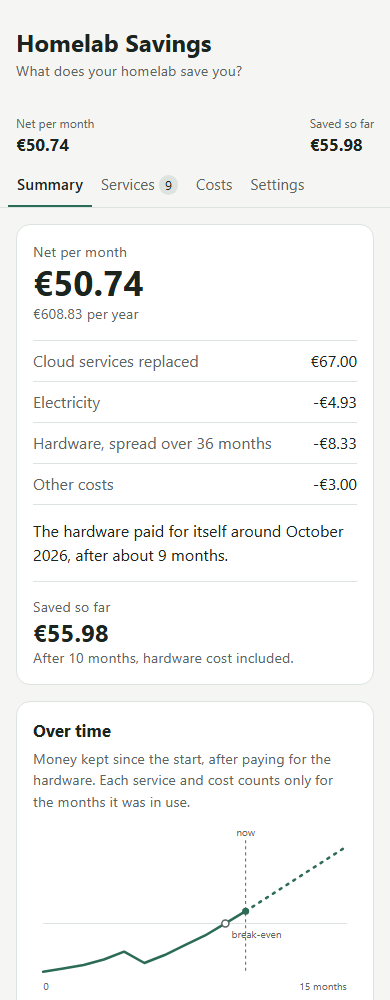 Homelab Savings
What does your homelab save you?
Net per month
Saved so far
€50.74
€55.98
Summary
Services 9
Costs
Settings
Net per month
€50.74
€608.83 per year
Cloud services replaced €67.00
Electricity -€4.93
Hardware, spread over 36 months -€8.33
Other costs -€3.00
The hardware paid for itself around October
2026, after about 9 months.
Saved so far
€55.98
After 10 months, hardware cost included.
Over time
Money kept since the start, after paying for the
hardware. Each service and cost counts only for
the months it was in use.
now
break-even
0
15 months